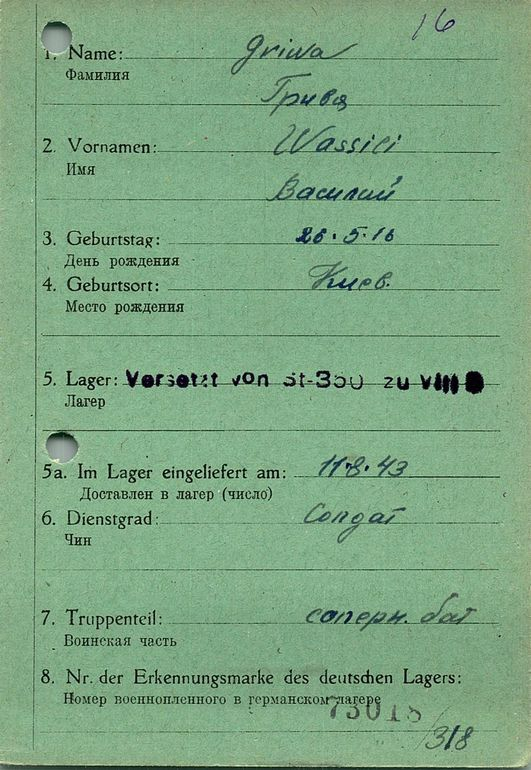 16
1. Name: Griwa
Фамилия
Грива
2. Vornamen: Wassili
Имя
Василий
3. Geburtstag: 26.5.16
День рождения
4. Geburtsort: Киев.
Место рождения
5. Lager: Versetzt von St-350 zu VIII B
Лагер
5a. Im Lager eingeliefert am: 11.8.43
Доставлен в лагер (число)
6. Dienstgrad: Солдат
Чин
7. Truppenteil: саперн. бат
Воинская часть
8. Nr. der Erkennungsmarke des deutschen Lagers:
Номер военнопленного в германском лагере
73018
/318